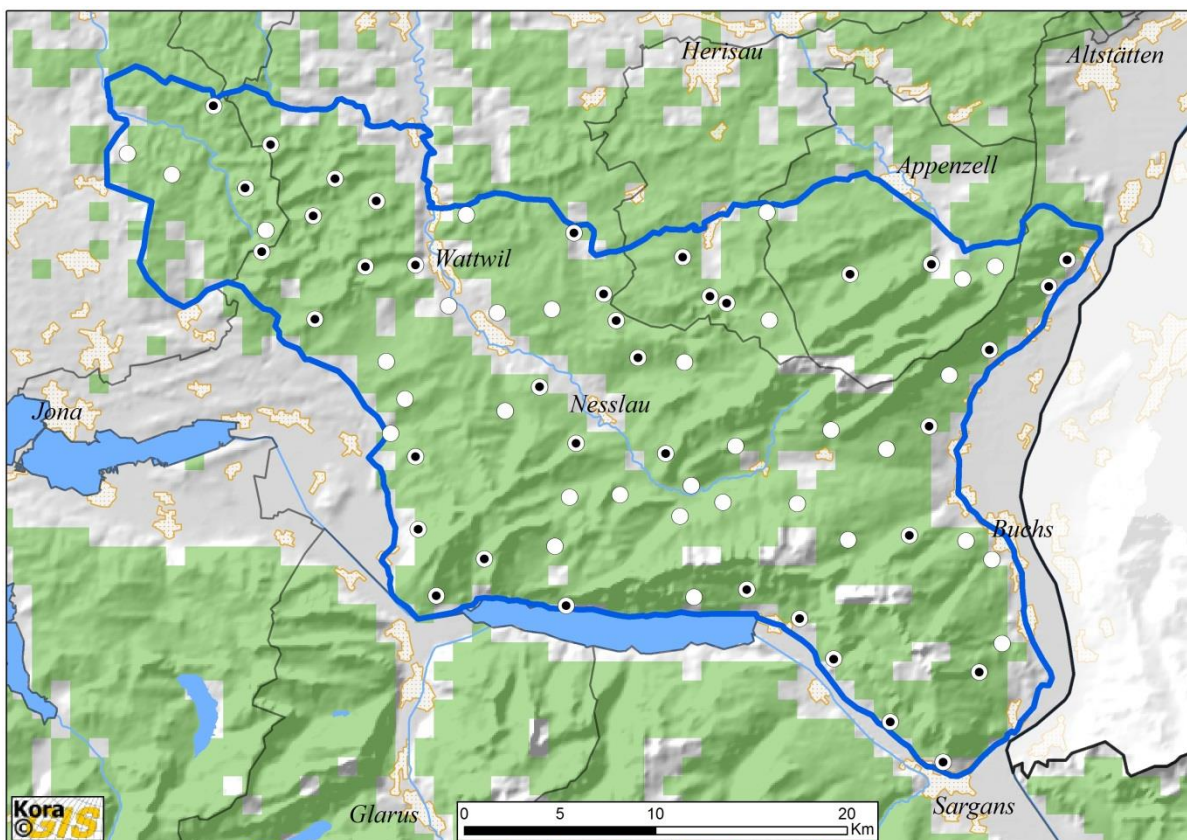 Herisau
Altstätten
Appenzell
Wattwil
Jona
Nesslau
Buchs
Glarus
Sargans
0 5 10 20
Km
Kora
© GIS